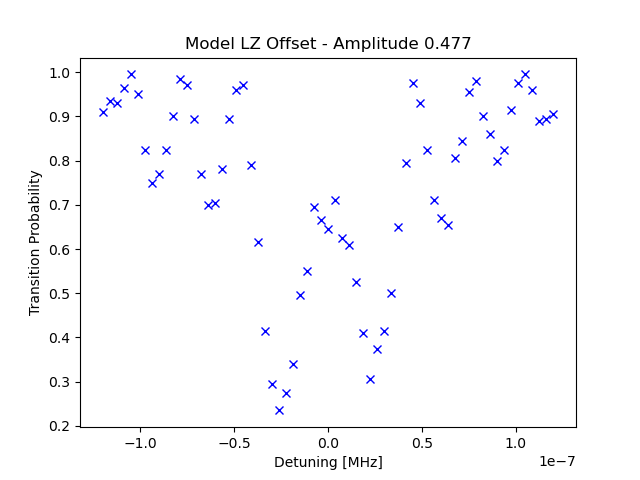 Model LZ Offset - Amplitude 0.477
1.0
0.9
0.8
0.7
0.6
0.5
0.4
0.3
0.2
Transition Probability
−1.0 −0.5 0.0 0.5 1.0
1e−7
Detuning [MHz]